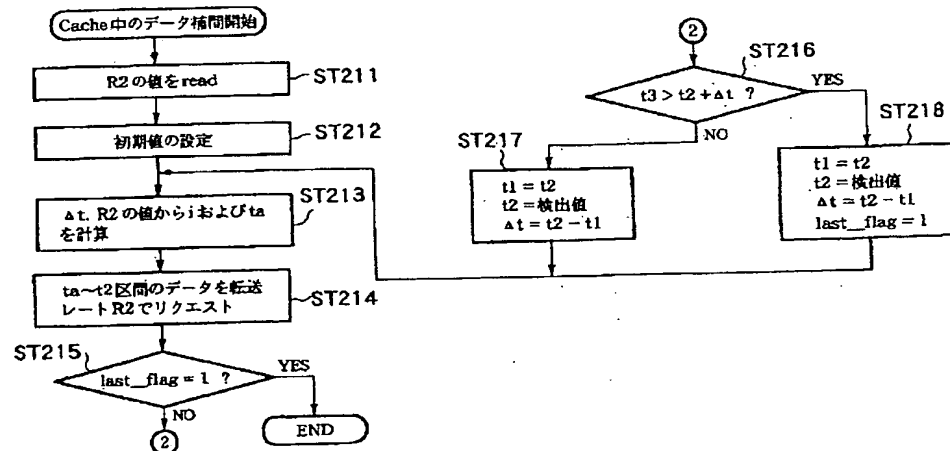 Cache中のデータ補間開始
R2の値をread
ST211
初期値の設定
ST212
Δt, R2の値からiおよびta
を計算
ST213
ta~t2区間のデータを転送
レートR2でリクエスト
ST214
ST215
last_flag=1 ?
YES
NO
END
2
2
ST216
t3>t2+Δt ?
YES
NO
ST217
t1=t2
t2=検出値
Δt=t2-t1
ST218
t1=t2
t2=検出値
Δt=t2-t1
last_flag=1